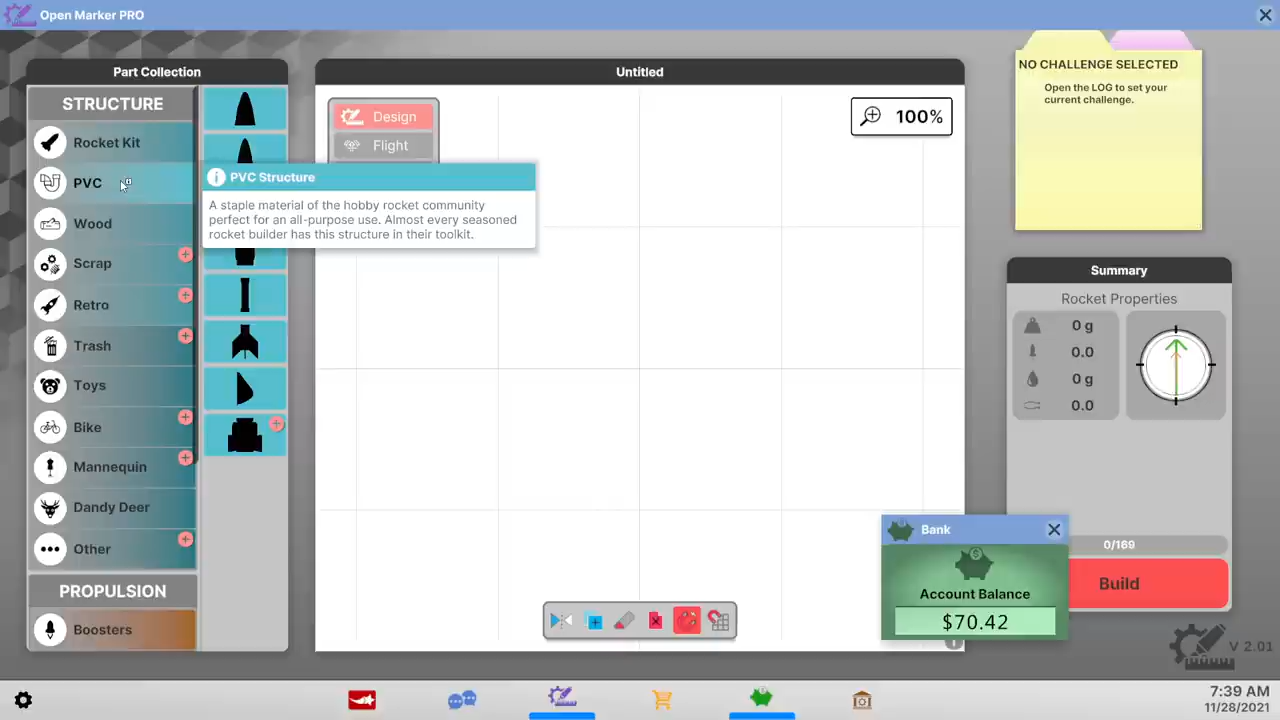 Open Marker PRO
Part Collection
STRUCTURE
Rocket Kit
PVC
Wood
Scrap
Retro
Trash
Toys
Bike
Mannequin
Dandy Deer
Other
PROPULSION
Boosters
PVC Structure
A staple material of the hobby rocket community
perfect for an all-purpose use. Almost every seasoned
rocket builder has this structure in their toolkit.
Untitled
Design
Flight
100%
NO CHALLENGE SELECTED
Open the LOG to set your
current challenge.
Summary
Rocket Properties
0 g
0.0
0 g
0.0
0/169
Build
Bank
Account Balance
$70.42
V 2.01
7:39 AM
11/28/2021